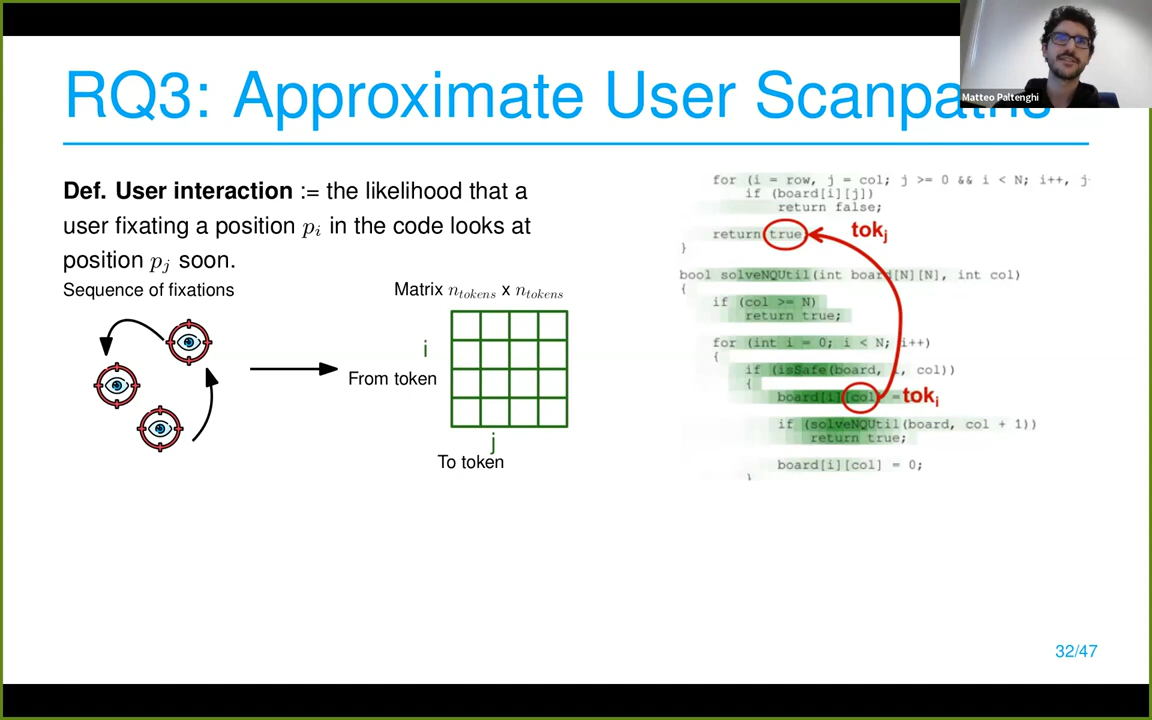 RQ3: Approximate User Scanpaths
Matteo Paltenghi
Def. User interaction := the likelihood that a
user fixating a position p_i in the code looks at
position p_j soon.
Sequence of fixations
Matrix n_tokens x n_tokens
i
From token
j
To token
for (i = row, j = col; j >= 0 && i < N; i++, j
if (board[i][j])
return false;
return true;
tok_j
}
bool solveNQUtil(int board[N][N], int col)
{
if (col >= N)
return true;
for (int i = 0; i < N; i++)
{
if (isSafe(board, i, col))
{
board[i][col] =
tok_i
if (solveNQUtil(board, col + 1))
return true;
board[i][col] = 0;
}
32/47